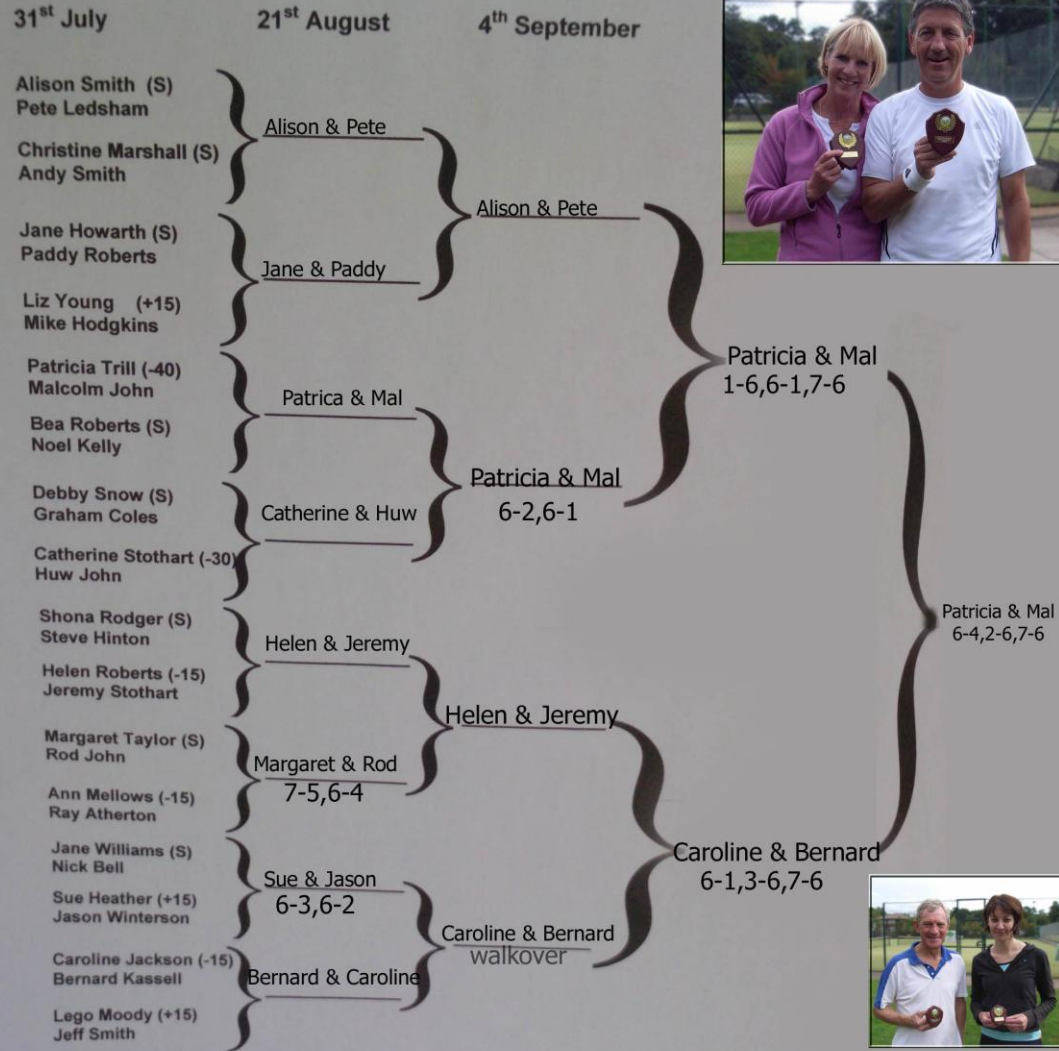 31st July
21st August
4th September
Alison Smith (S)
Pete Ledsham
Christine Marshall (S)
Andy Smith
Jane Howarth (S)
Paddy Roberts
Liz Young (+15)
Mike Hodgkins
Patricia Trill (-40)
Malcolm John
Bea Roberts (S)
Noel Kelly
Debby Snow (S)
Graham Coles
Catherine Stothart (-30)
Huw John
Shona Rodger (S)
Steve Hinton
Helen Roberts (-15)
Jeremy Stothart
Margaret Taylor (S)
Rod John
Ann Mellows (-15)
Ray Atherton
Jane Williams (S)
Nick Bell
Sue Heather (+15)
Jason Winterson
Caroline Jackson (-15)
Bernard Kassell
Lego Moody (+15)
Jeff Smith
Alison & Pete
Jane & Paddy
Patrica & Mal
Catherine & Huw
Helen & Jeremy
Margaret & Rod
7-5,6-4
Sue & Jason
6-3,6-2
Bernard & Caroline
Alison & Pete
Patricia & Mal
6-2,6-1
Helen & Jeremy
Caroline & Bernard
walkover
Patricia & Mal
1-6,6-1,7-6
Caroline & Bernard
6-1,3-6,7-6
Patricia & Mal
6-4,2-6,7-6